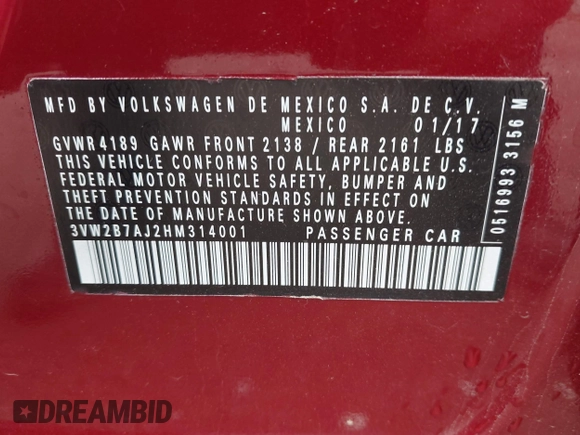 MFD BY VOLKSWAGEN DE MEXICO S.A. DE C.V.
MEXICO 01/17
GVWR 4189 GAWR FRONT 2138 / REAR 2161 LBS
THIS VEHICLE CONFORMS TO ALL APPLICABLE U.S.
FEDERAL MOTOR VEHICLE SAFETY, BUMPER AND
THEFT PREVENTION STANDARDS IN EFFECT ON
THE DATE OF MANUFACTURE SHOWN ABOVE.
3VW2B7AJ2HM314001 PASSENGER CAR
0516993 3156 M
DREAMBID